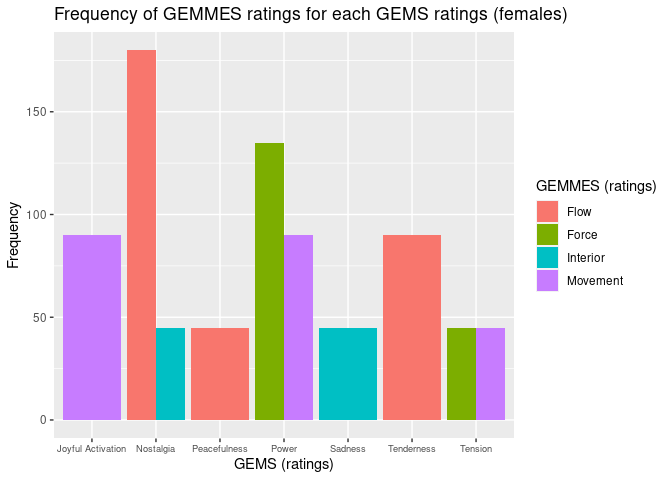 Frequency of GEMMES ratings for each GEMS ratings (females)
150
100
50
0
Frequency
Joyful Activation Nostalgia Peacefulness Power Sadness Tenderness Tension
GEMS (ratings)
GEMMES (ratings)
Flow
Force
Interior
Movement